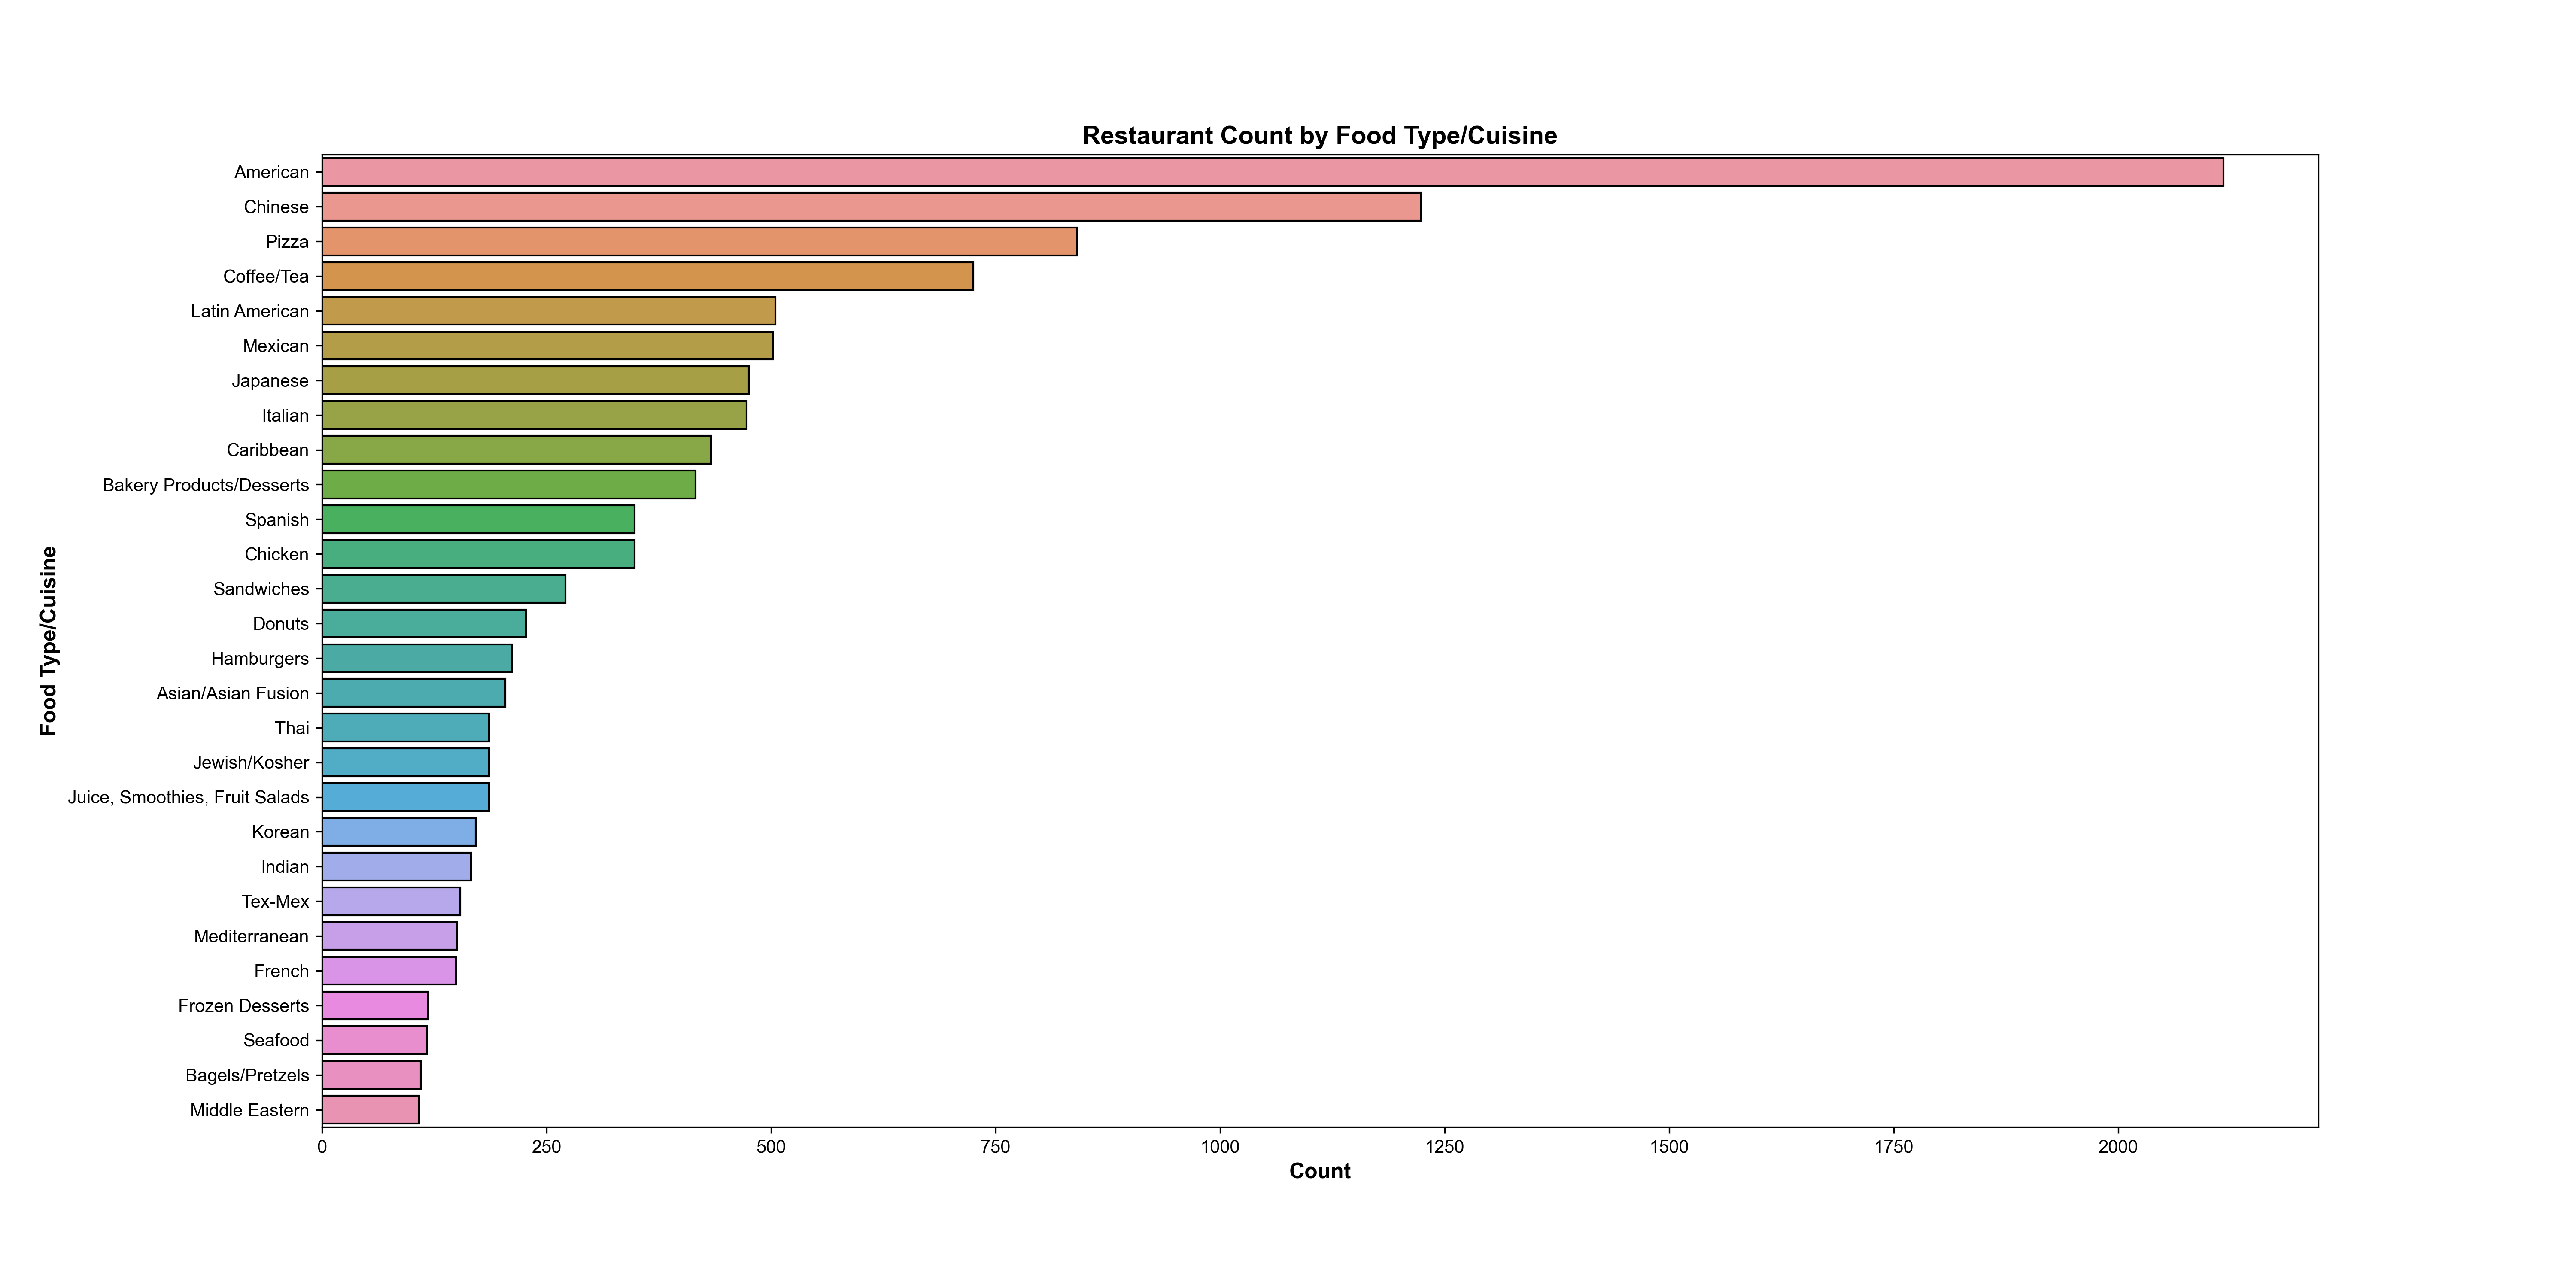 Restaurant Count by Food Type/Cuisine
Food Type/Cuisine
American
Chinese
Pizza
Coffee/Tea
Latin American
Mexican
Japanese
Italian
Caribbean
Bakery Products/Desserts
Spanish
Chicken
Sandwiches
Donuts
Hamburgers
Asian/Asian Fusion
Thai
Jewish/Kosher
Juice, Smoothies, Fruit Salads
Korean
Indian
Tex-Mex
Mediterranean
French
Frozen Desserts
Seafood
Bagels/Pretzels
Middle Eastern
0 250 500 750 1000 1250 1500 1750 2000
Count